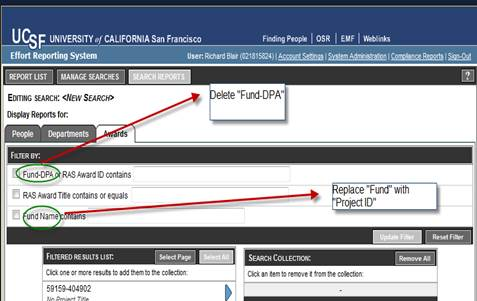 UCSF UNIVERSITY of CALIFORNIA San Francisco
Finding People | OSR | EMF | Weblinks
Effort Reporting System
User: Richard Blair (021815824) | Account Settings | System Administration | Compliance Reports | Sign-Out
REPORT LIST MANAGE SEARCHES SEARCH REPORTS ?
EDITING SEARCH: <NEW SEARCH>
Delete "Fund-DPA"
Display Reports for:
People Departments Awards
FILTER BY:
Fund-DPA or RAS Award ID contains
RAS Award Title contains or equals
Replace "Fund" with
"Project ID"
Fund Name contains
Update Filter Reset Filter
FILTERED RESULTS LIST: Select Page Select All
SEARCH COLLECTION: Remove All
Click one or more results to add them to the collection:
Click an item to remove it from the collection:
59159-404902
No Project Title
-